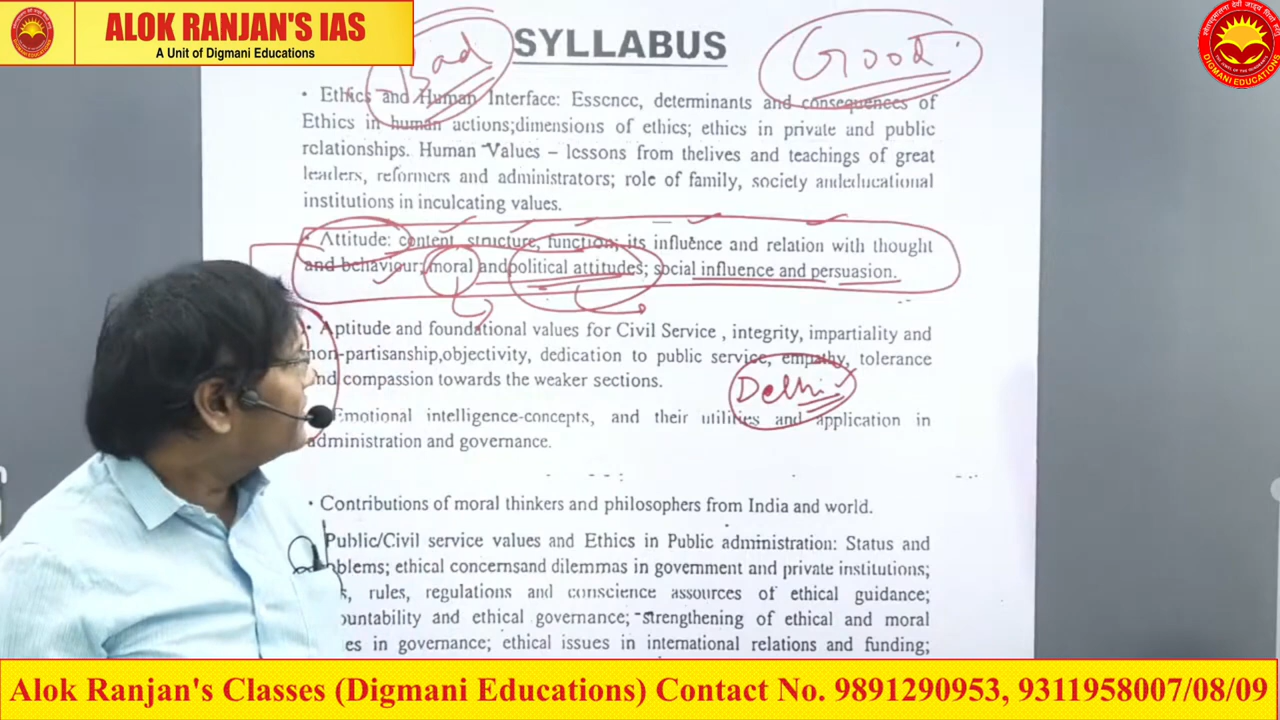 ALOK RANJAN'S IAS
A Unit of Digmani Educations
Bad
SYLLABUS
Good
DIGMANI EDUCATIONS
• Ethics and Human Interface: Essence, determinants and consequences of
Ethics in human actions;dimensions of ethics; ethics in private and public
relationships. Human Values – lessons from thelives and teachings of great
leaders, reformers and administrators; role of family, society andeducational
institutions in inculcating values.
• Attitude: content, structure, function; its influence and relation with thought
and behaviour; moral andpolitical attitudes; social influence and persuasion.
• Aptitude and foundational values for Civil Service , integrity, impartiality and
non-partisanship,objectivity, dedication to public service, empathy, tolerance
and compassion towards the weaker sections.
Delhi
Emotional intelligence-concepts, and their utilities and application in
administration and governance.
• Contributions of moral thinkers and philosophers from India and world.
Public/Civil service values and Ethics in Public administration: Status and
oblems; ethical concernsand dilemmas in government and private institutions;
rules, regulations and conscience assources of ethical guidance;
ountability and ethical governance; strengthening of ethical and moral
es in governance; ethical issues in international relations and funding;
Alok Ranjan's Classes (Digmani Educations) Contact No. 9891290953, 9311958007/08/09